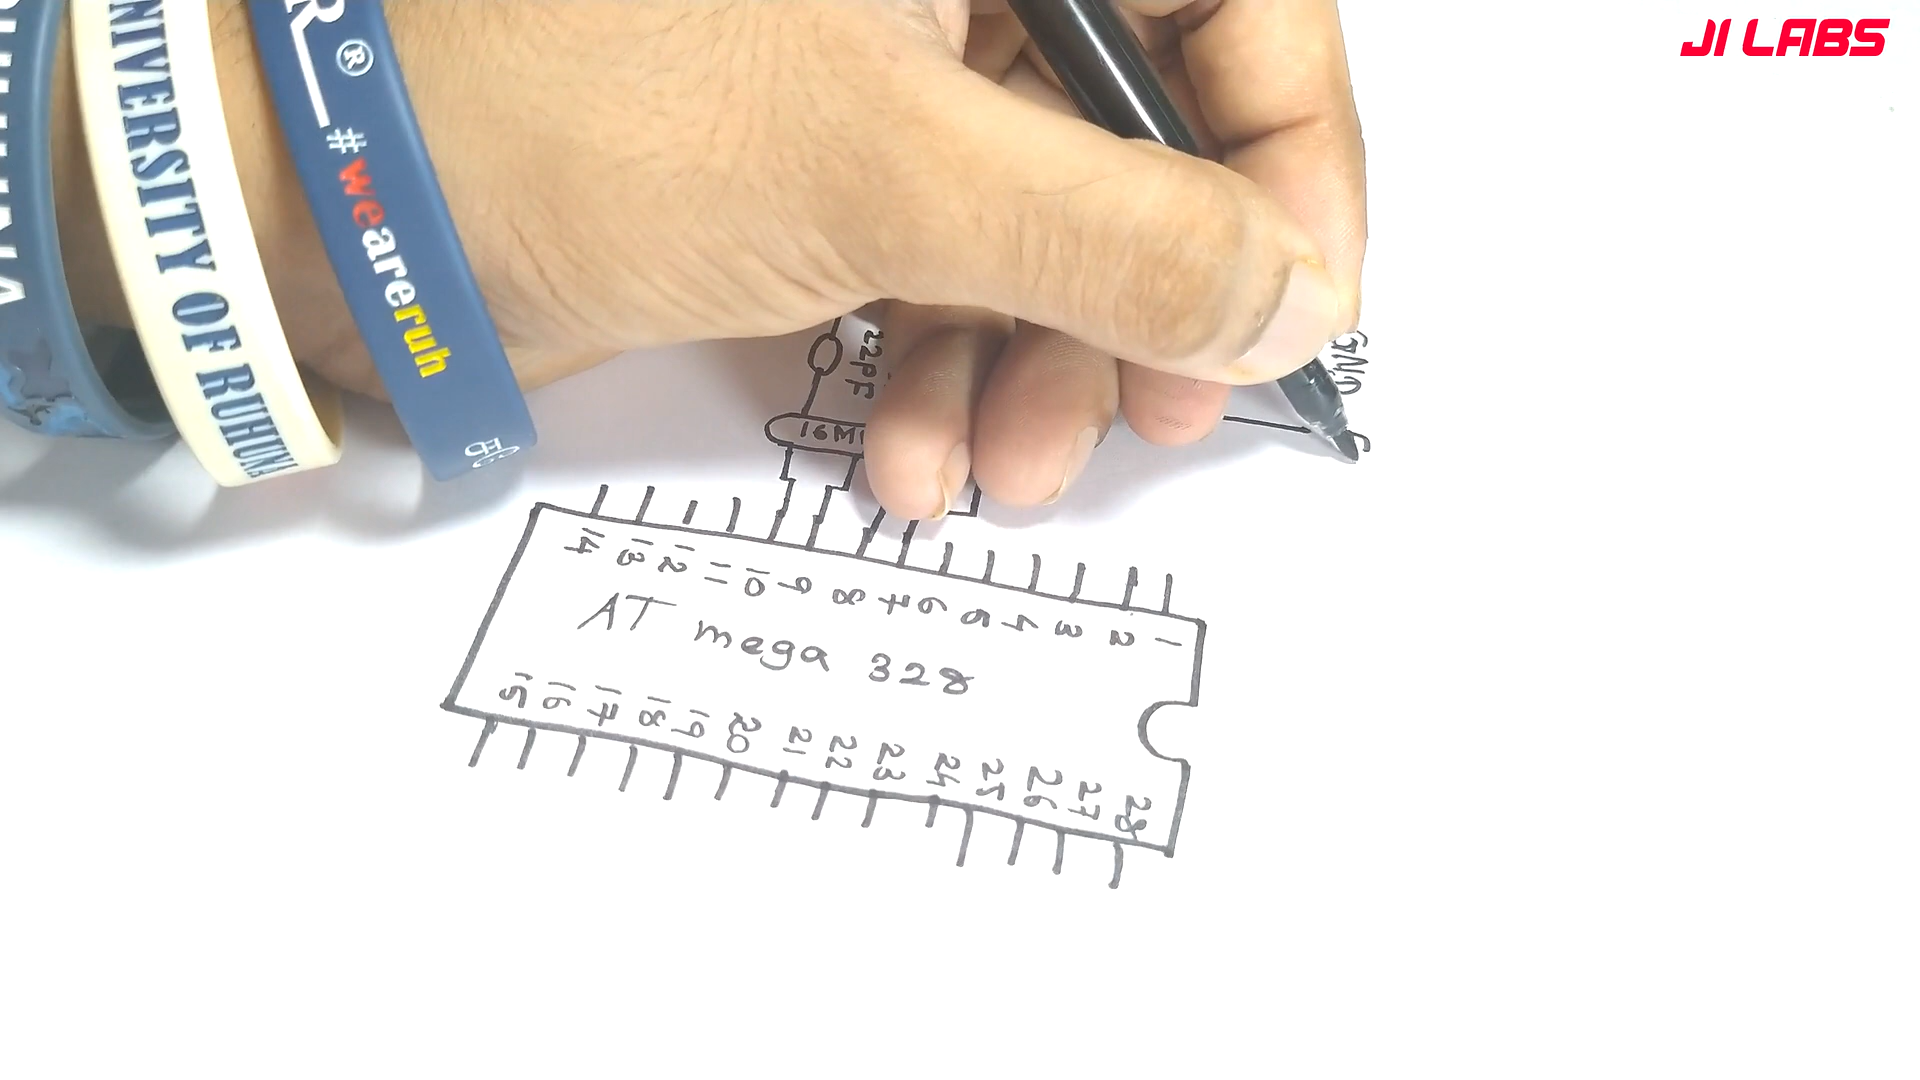 JI LABS
R®
#weareruh
UNIVERSITY OF RUHUNA
22PF
GND
16M
14 13 12 11 10 9 8 7 6 5 4 3 2 1
AT mega 328
15 16 17 18 19 20 21 22 23 24 25 26 27 28